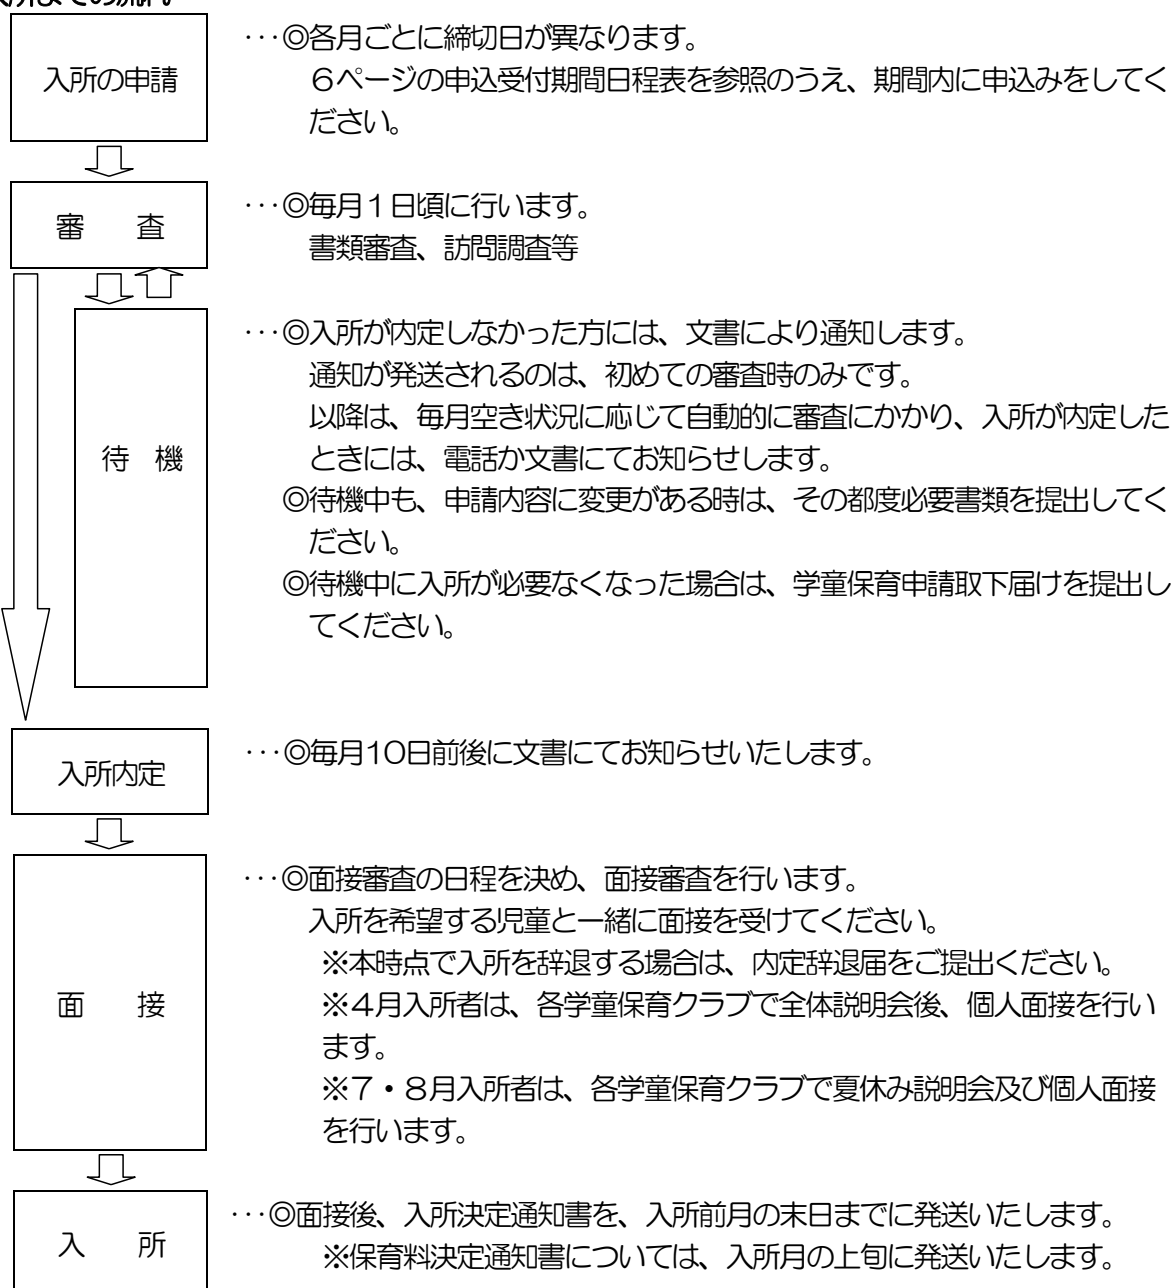 入所の申請
・・・◎各月ごとに締切日が異なります。
６ページの申込受付期間日程表を参照のうえ、期間内に申込みをしてく
ださい。
審　　査
・・・◎毎月１日頃に行います。
書類審査、訪問調査等
待　機
・・・◎入所が内定しなかった方には、文書により通知します。
通知が発送されるのは、初めての審査時のみです。
以降は、毎月空き状況に応じて自動的に審査にかかり、入所が内定した
ときには、電話か文書にてお知らせします。
◎待機中も、申請内容に変更がある時は、その都度必要書類を提出してく
ださい。
◎待機中に入所が必要なくなった場合は、学童保育申請取下届けを提出し
てください。
入所内定
・・・◎毎月10日前後に文書にてお知らせいたします。
面　　接
・・・◎面接審査の日程を決め、面接審査を行います。
入所を希望する児童と一緒に面接を受けてください。
※本時点で入所を辞退する場合は、内定辞退届をご提出ください。
※４月入所者は、各学童保育クラブで全体説明会後、個人面接を行い
ます。
※７・８月入所者は、各学童保育クラブで夏休み説明会及び個人面接
を行います。
入　　所
・・・◎面接後、入所決定通知書を、入所前月の末日までに発送いたします。
※保育料決定通知書については、入所月の上旬に発送いたします。